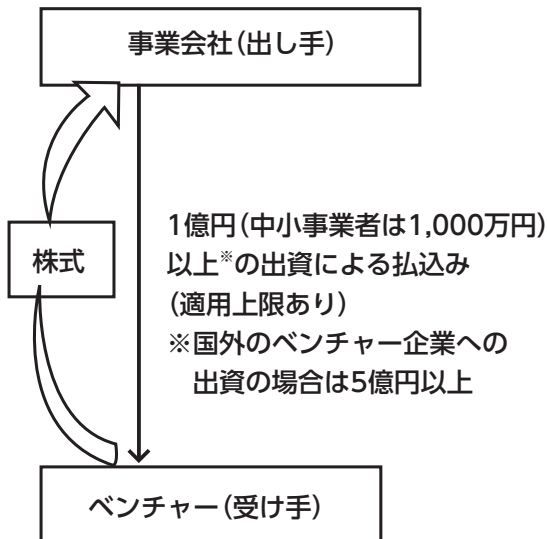 事業会社(出し手)
1億円(中小事業者は1,000万円)
以上※の出資による払込み
株式
(適用上限あり)
※国外のベンチャー企業への
出資の場合は5億円以上
ベンチャー(受け手)